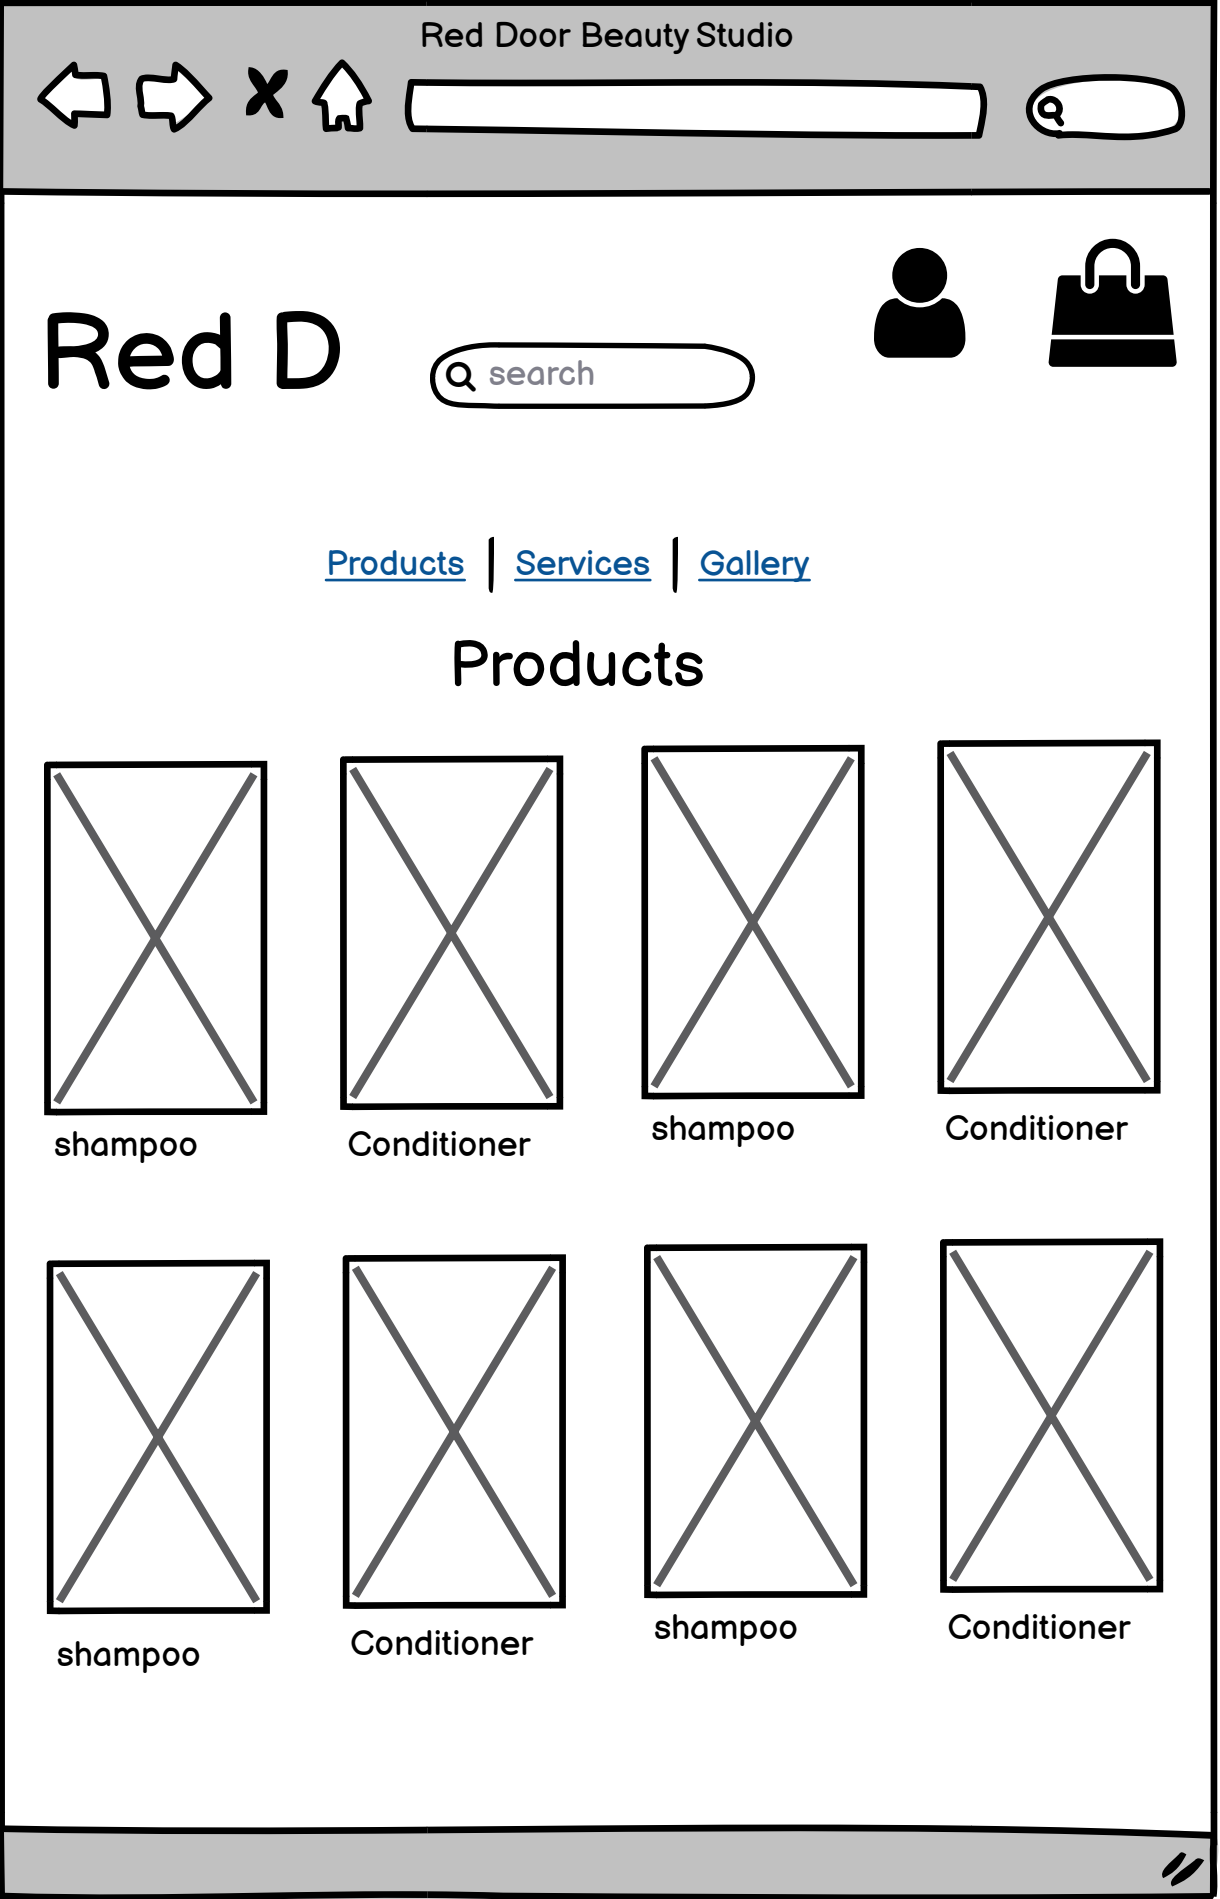 Red Door Beauty Studio
Red D
search
Products | Services | Gallery
Products
shampoo Conditioner shampoo Conditioner
shampoo Conditioner shampoo Conditioner